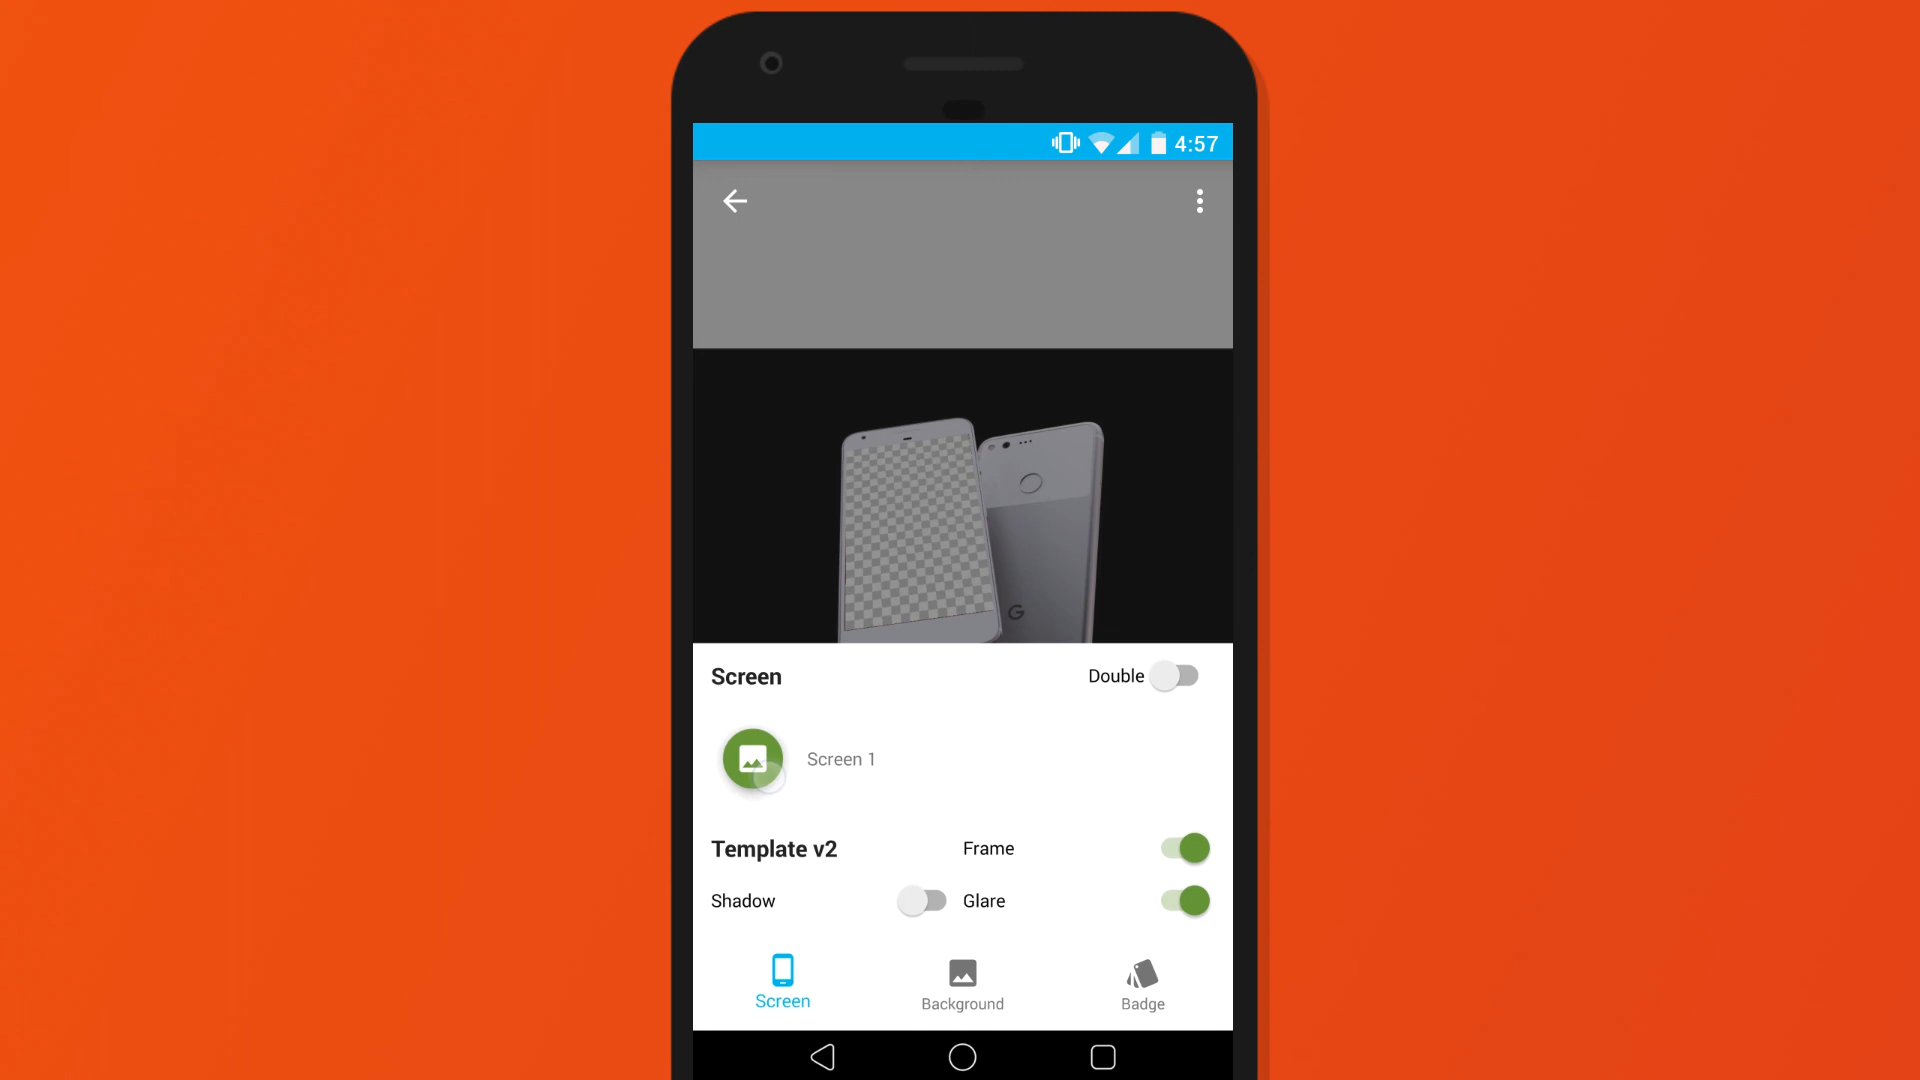 4:57
G
Screen
Double
Screen 1
Template v2
Frame
Shadow
Glare
Screen
Background
Badge